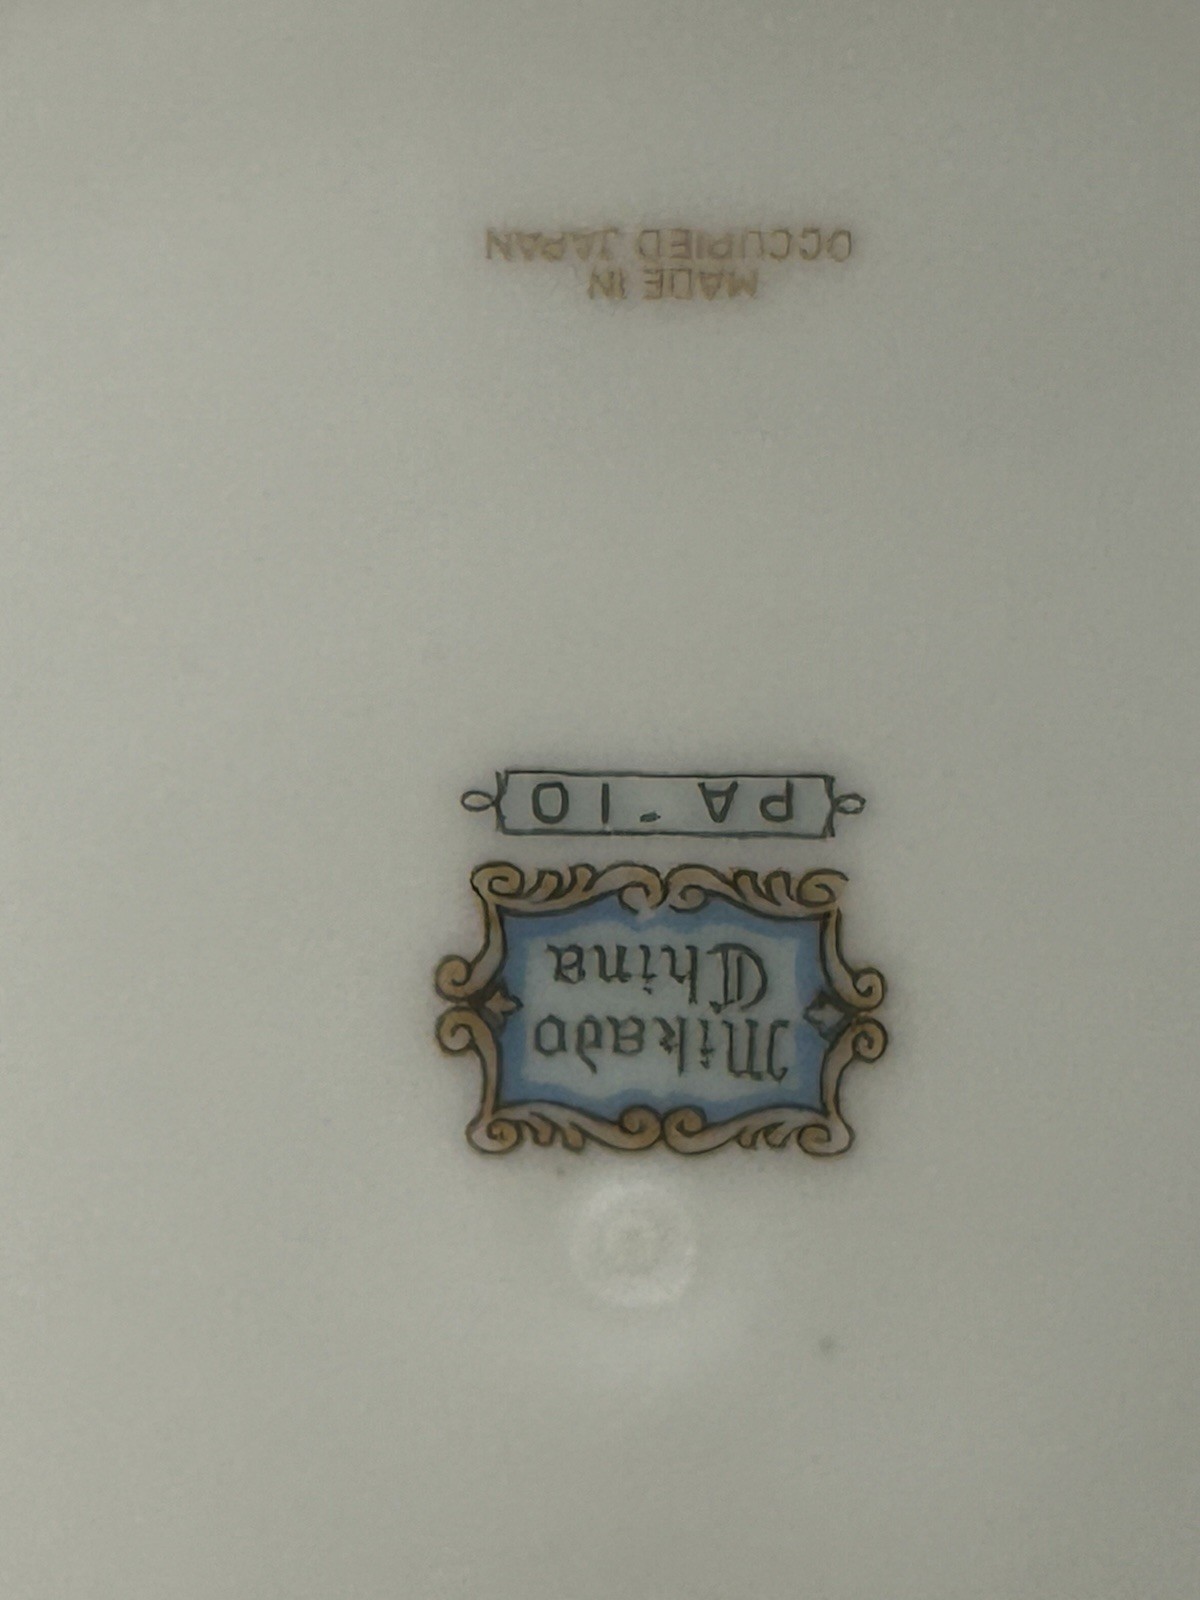 Mikado
China
PA-10
MADE IN
OCCUPIED JAPAN